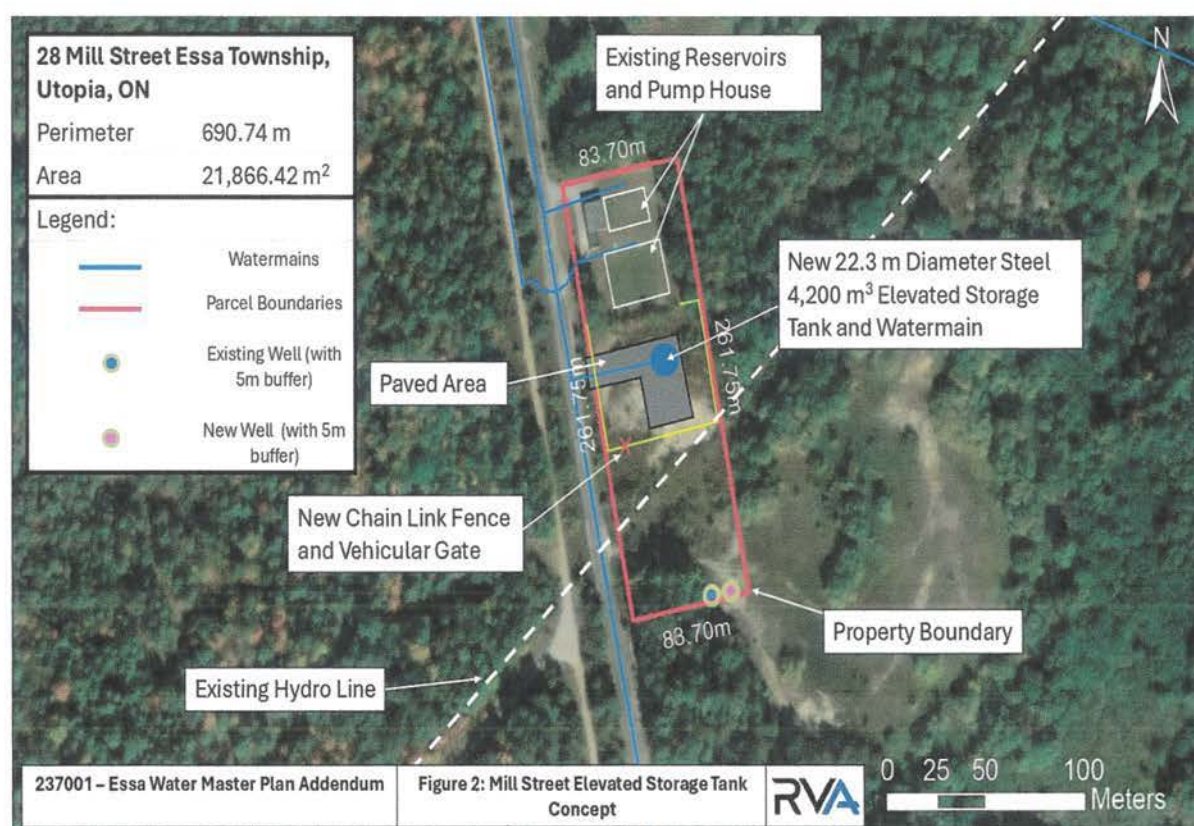 28 Mill Street Essa Township,
Utopia, ON
Perimeter 690.74 m
Area 21,866.42 m²
Legend:
Watermains
Parcel Boundaries
Existing Well (with
5m buffer)
New Well (with 5m
buffer)
Existing Reservoirs
and Pump House
N
83.70m
New 22.3 m Diameter Steel
4,200 m³ Elevated Storage
Tank and Watermain
Paved Area
261.75m
261.75m
New Chain Link Fence
and Vehicular Gate
83.70m
Property Boundary
Existing Hydro Line
237001 – Essa Water Master Plan Addendum
Figure 2: Mill Street Elevated Storage Tank
Concept
RVA
0 25 50 100
Meters